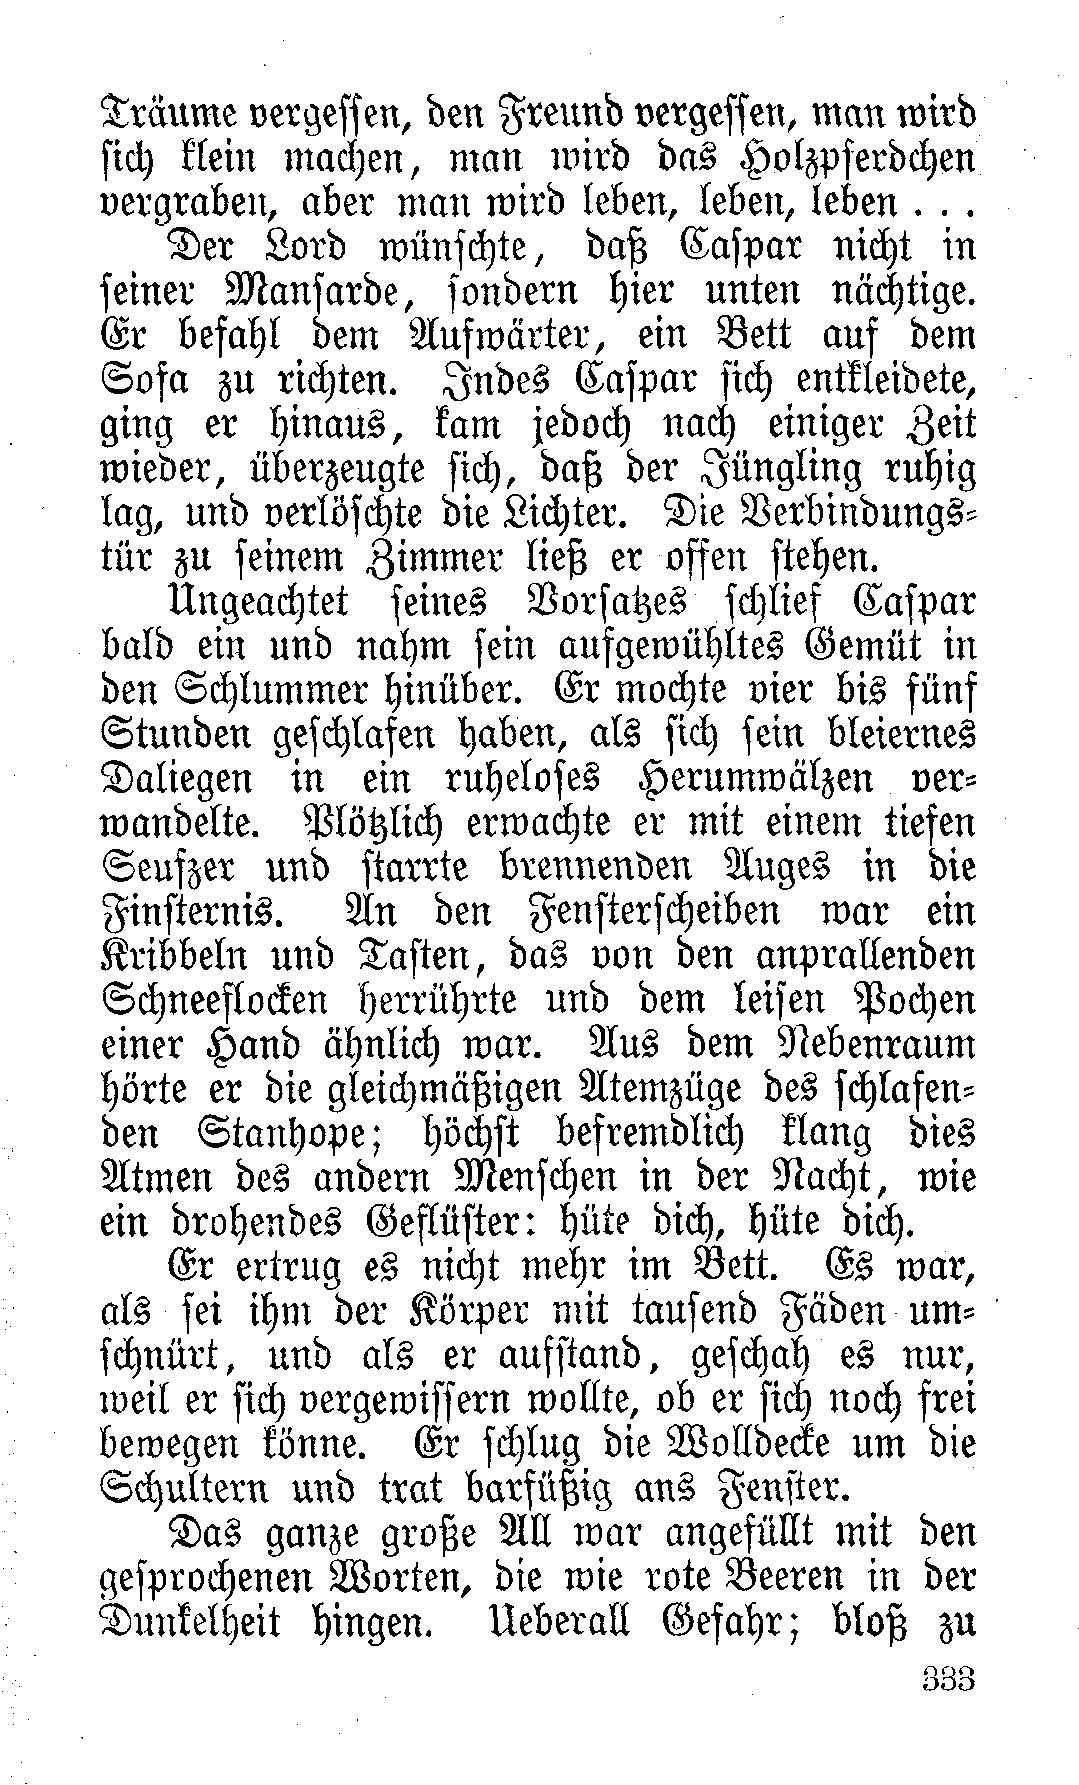 Träume vergessen, den Freund vergessen, man wird
sich klein machen, man wird das Holzpferdchen
vergraben, aber man wird leben, leben, leben . . .
Der Lord wünschte, daß Caspar nicht in
seiner Mansarde, sondern hier unten nächtige.
Er befahl dem Aufwärter, ein Bett auf dem
Sofa zu richten. Indes Caspar sich entkleidete,
ging er hinaus, kam jedoch nach einiger Zeit
wieder, überzeugte sich, daß der Jüngling ruhig
lag, und verlöschte die Lichter. Die Verbindungs-
tür zu seinem Zimmer ließ er offen stehen.
Ungeachtet seines Vorsatzes schlief Caspar
bald ein und nahm sein aufgewühltes Gemüt in
den Schlummer hinüber. Er mochte vier bis fünf
Stunden geschlafen haben, als sich sein bleiernes
Daliegen in ein ruheloses Herumwälzen ver-
wandelte. Plötzlich erwachte er mit einem tiefen
Seufzer und starrte brennenden Auges in die
Finsternis. An den Fensterscheiben war ein
Kribbeln und Tasten, das von den anprallenden
Schneeflocken herrührte und dem leisen Pochen
einer Hand ähnlich war. Aus dem Nebenraum
hörte er die gleichmäßigen Atemzüge des schlafen-
den Stanhope; höchst befremdlich klang dies
Atmen des andern Menschen in der Nacht, wie
ein drohendes Geflüster: hüte dich, hüte dich.
Er ertrug es nicht mehr im Bett. Es war,
als sei ihm der Körper mit tausend Fäden um-
schnürt, und als er aufstand, geschah es nur,
weil er sich vergewissern wollte, ob er sich noch frei
bewegen könne. Er schlug die Wolldecke um die
Schultern und trat barfüßig ans Fenster.
Das ganze große All war angefüllt mit den
gesprochenen Worten, die wie rote Beeren in der
Dunkelheit hingen. Ueberall Gefahr; bloß zu
333